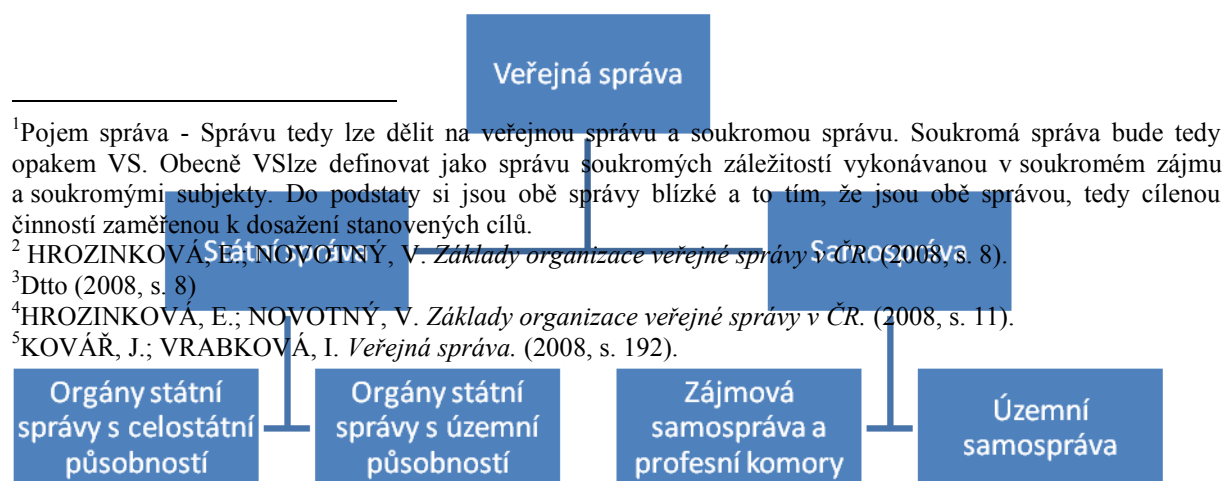 Veřejná správa
¹Pojem správa - Správu tedy lze dělit na veřejnou správu a soukromou správu. Soukromá správa bude tedy
opakem VS. Obecně VSlze definovat jako správu soukromých záležitostí vykonávanou v soukromém zájmu
a soukromými subjekty. Do podstaty si jsou obě správy blízké a to tím, že jsou obě správou, tedy cílenou
činností zaměřenou k dosažení stanovených cílů.
Státní správa
Samospráva
² HROZINKOVÁ, E.; NOVOTNÝ, V. Základy organizace veřejné správy v ČR. (2008, s. 8).
³Dtto (2008, s. 8)
⁴HROZINKOVÁ, E.; NOVOTNÝ, V. Základy organizace veřejné správy v ČR. (2008, s. 11).
⁵KOVÁŘ, J.; VRABKOVÁ, I. Veřejná správa. (2008, s. 192).
Orgány státní
správy s celostátní
působností
Orgány státní
správy s územní
působností
Zájmová
samospráva a
profesní komory
Územní
samospráva